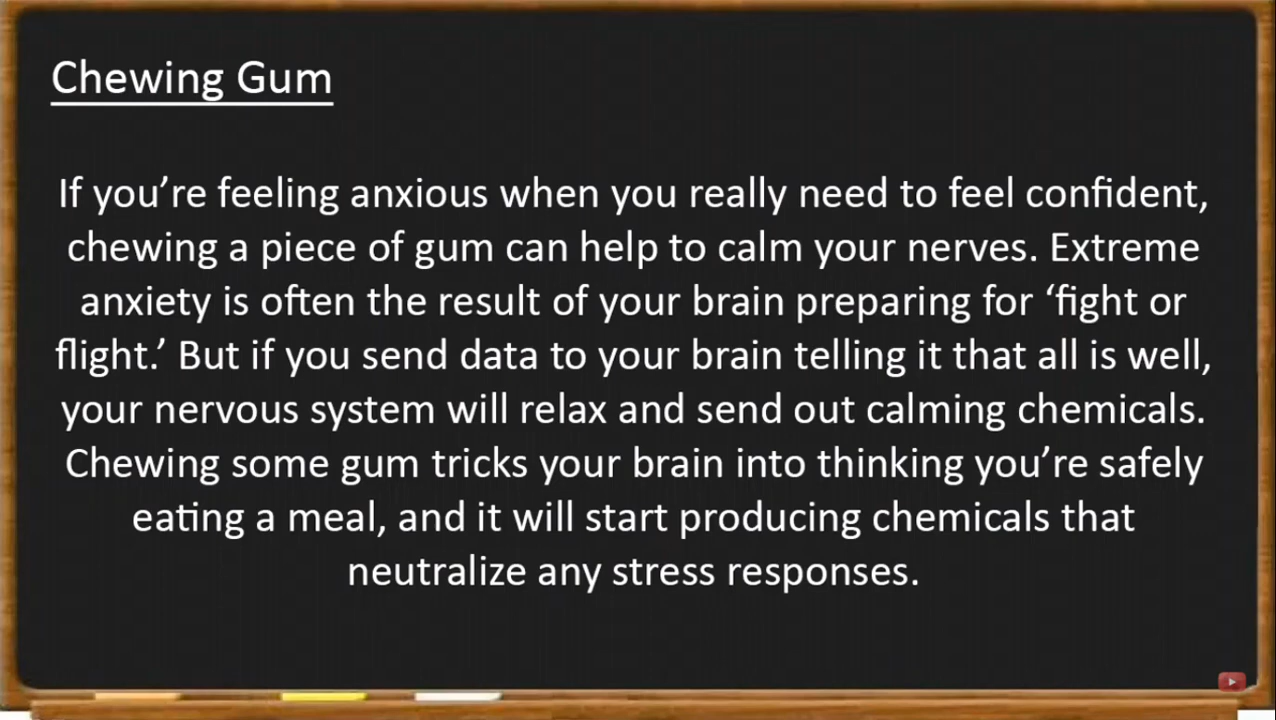 Chewing Gum
If you’re feeling anxious when you really need to feel confident,
chewing a piece of gum can help to calm your nerves. Extreme
anxiety is often the result of your brain preparing for ‘fight or
flight.’ But if you send data to your brain telling it that all is well,
your nervous system will relax and send out calming chemicals.
Chewing some gum tricks your brain into thinking you’re safely
eating a meal, and it will start producing chemicals that
neutralize any stress responses.